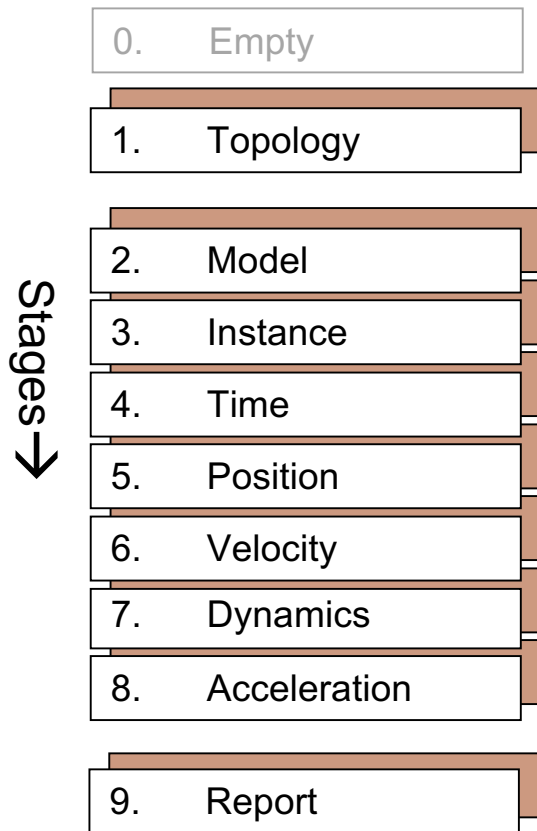 0. Empty
1. Topology
2. Model
3. Instance
4. Time
5. Position
6. Velocity
7. Dynamics
8. Acceleration
9. Report
Stages→